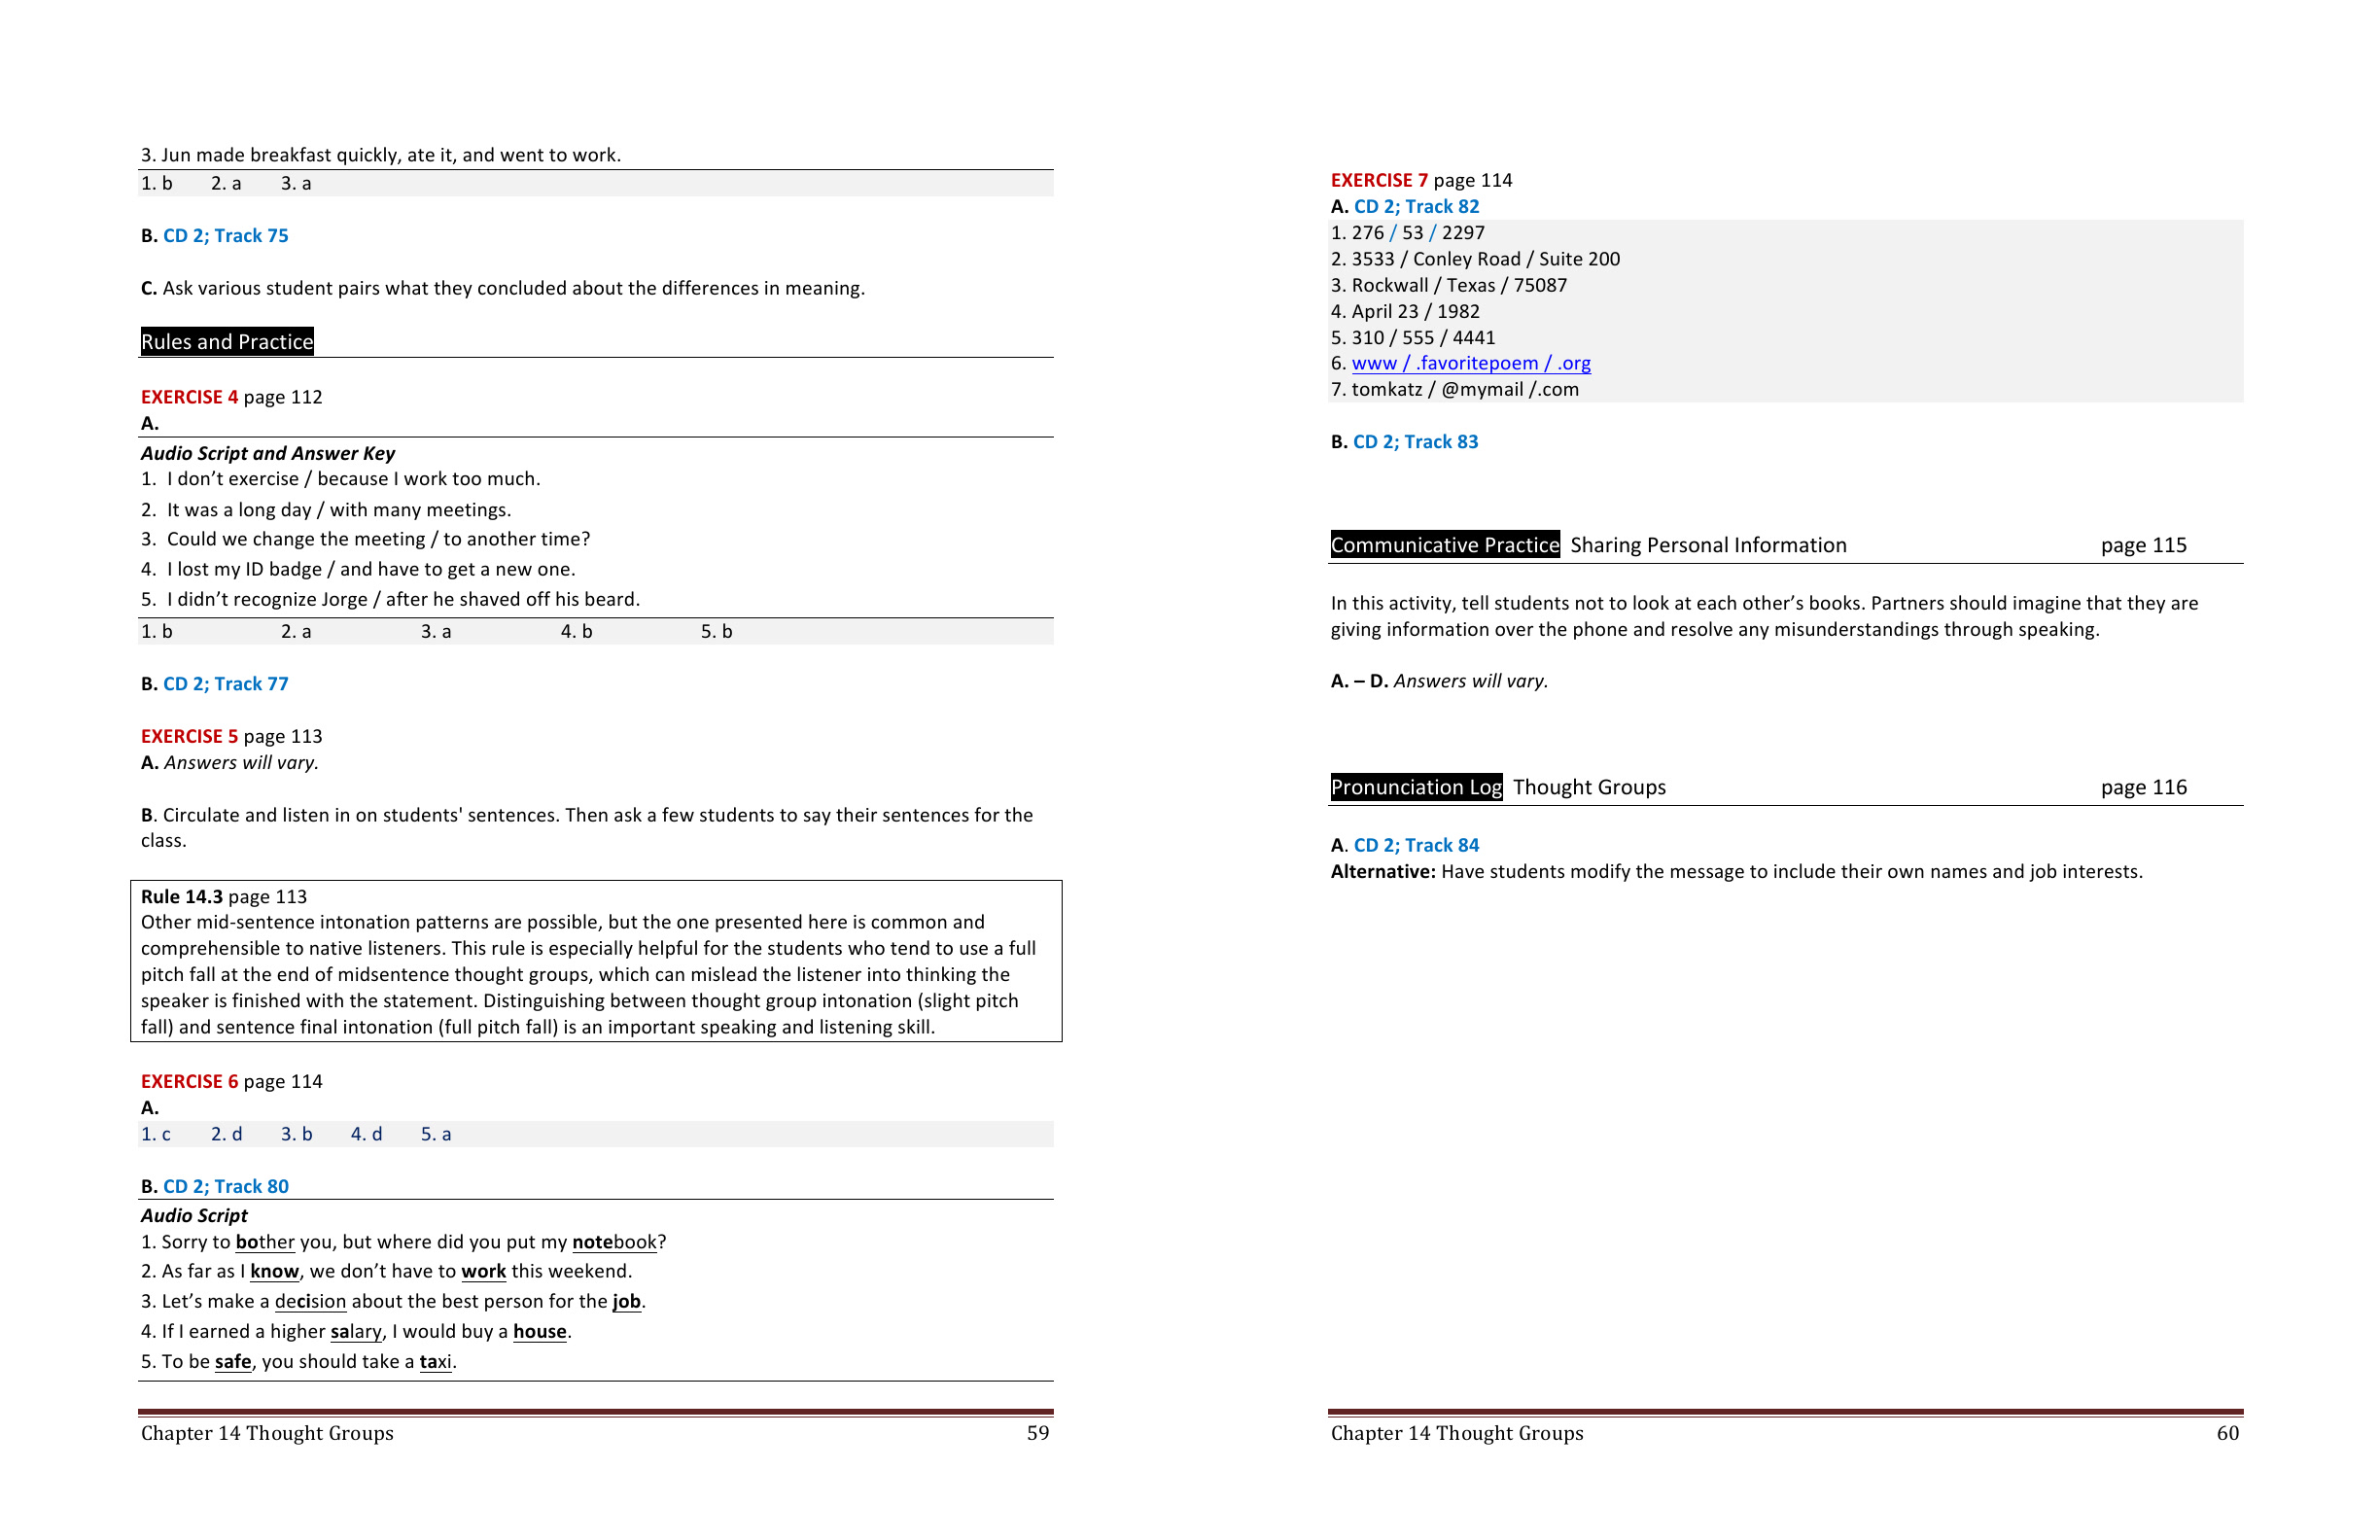 3. Jun made breakfast quickly, ate it, and went to work.
1. b 2. a 3. a
B. CD 2; Track 75
C. Ask various student pairs what they concluded about the differences in meaning.
Rules and Practice
EXERCISE 4 page 112
A.
Audio Script and Answer Key
1. I don’t exercise / because I work too much.
2. It was a long day / with many meetings.
3. Could we change the meeting / to another time?
4. I lost my ID badge / and have to get a new one.
5. I didn’t recognize Jorge / after he shaved off his beard.
1. b 2. a 3. a 4. b 5. b
B. CD 2; Track 77
EXERCISE 5 page 113
A. Answers will vary.
B. Circulate and listen in on students' sentences. Then ask a few students to say their sentences for the
class.
Rule 14.3 page 113
Other mid-sentence intonation patterns are possible, but the one presented here is common and
comprehensible to native listeners. This rule is especially helpful for the students who tend to use a full
pitch fall at the end of midsentence thought groups, which can mislead the listener into thinking the
speaker is finished with the statement. Distinguishing between thought group intonation (slight pitch
fall) and sentence final intonation (full pitch fall) is an important speaking and listening skill.
EXERCISE 6 page 114
A.
1. c 2. d 3. b 4. d 5. a
B. CD 2; Track 80
Audio Script
1. Sorry to bother you, but where did you put my notebook?
2. As far as I know, we don’t have to work this weekend.
3. Let’s make a decision about the best person for the job.
4. If I earned a higher salary, I would buy a house.
5. To be safe, you should take a taxi.
Chapter 14 Thought Groups 59
EXERCISE 7 page 114
A. CD 2; Track 82
1. 276 / 53 / 2297
2. 3533 / Conley Road / Suite 200
3. Rockwall / Texas / 75087
4. April 23 / 1982
5. 310 / 555 / 4441
6. www / .favoritepoem / .org
7. tomkatz / @mymail /.com
B. CD 2; Track 83
Communicative Practice Sharing Personal Information page 115
In this activity, tell students not to look at each other’s books. Partners should imagine that they are
giving information over the phone and resolve any misunderstandings through speaking.
A. – D. Answers will vary.
Pronunciation Log Thought Groups page 116
A. CD 2; Track 84
Alternative: Have students modify the message to include their own names and job interests.
Chapter 14 Thought Groups 60